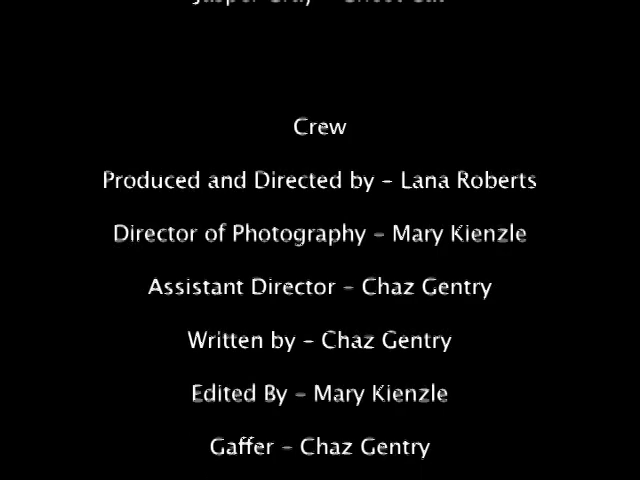 Crew
Produced and Directed by - Lana Roberts
Director of Photography - Mary Kienzle
Assistant Director - Chaz Gentry
Written by - Chaz Gentry
Edited By - Mary Kienzle
Gaffer - Chaz Gentry